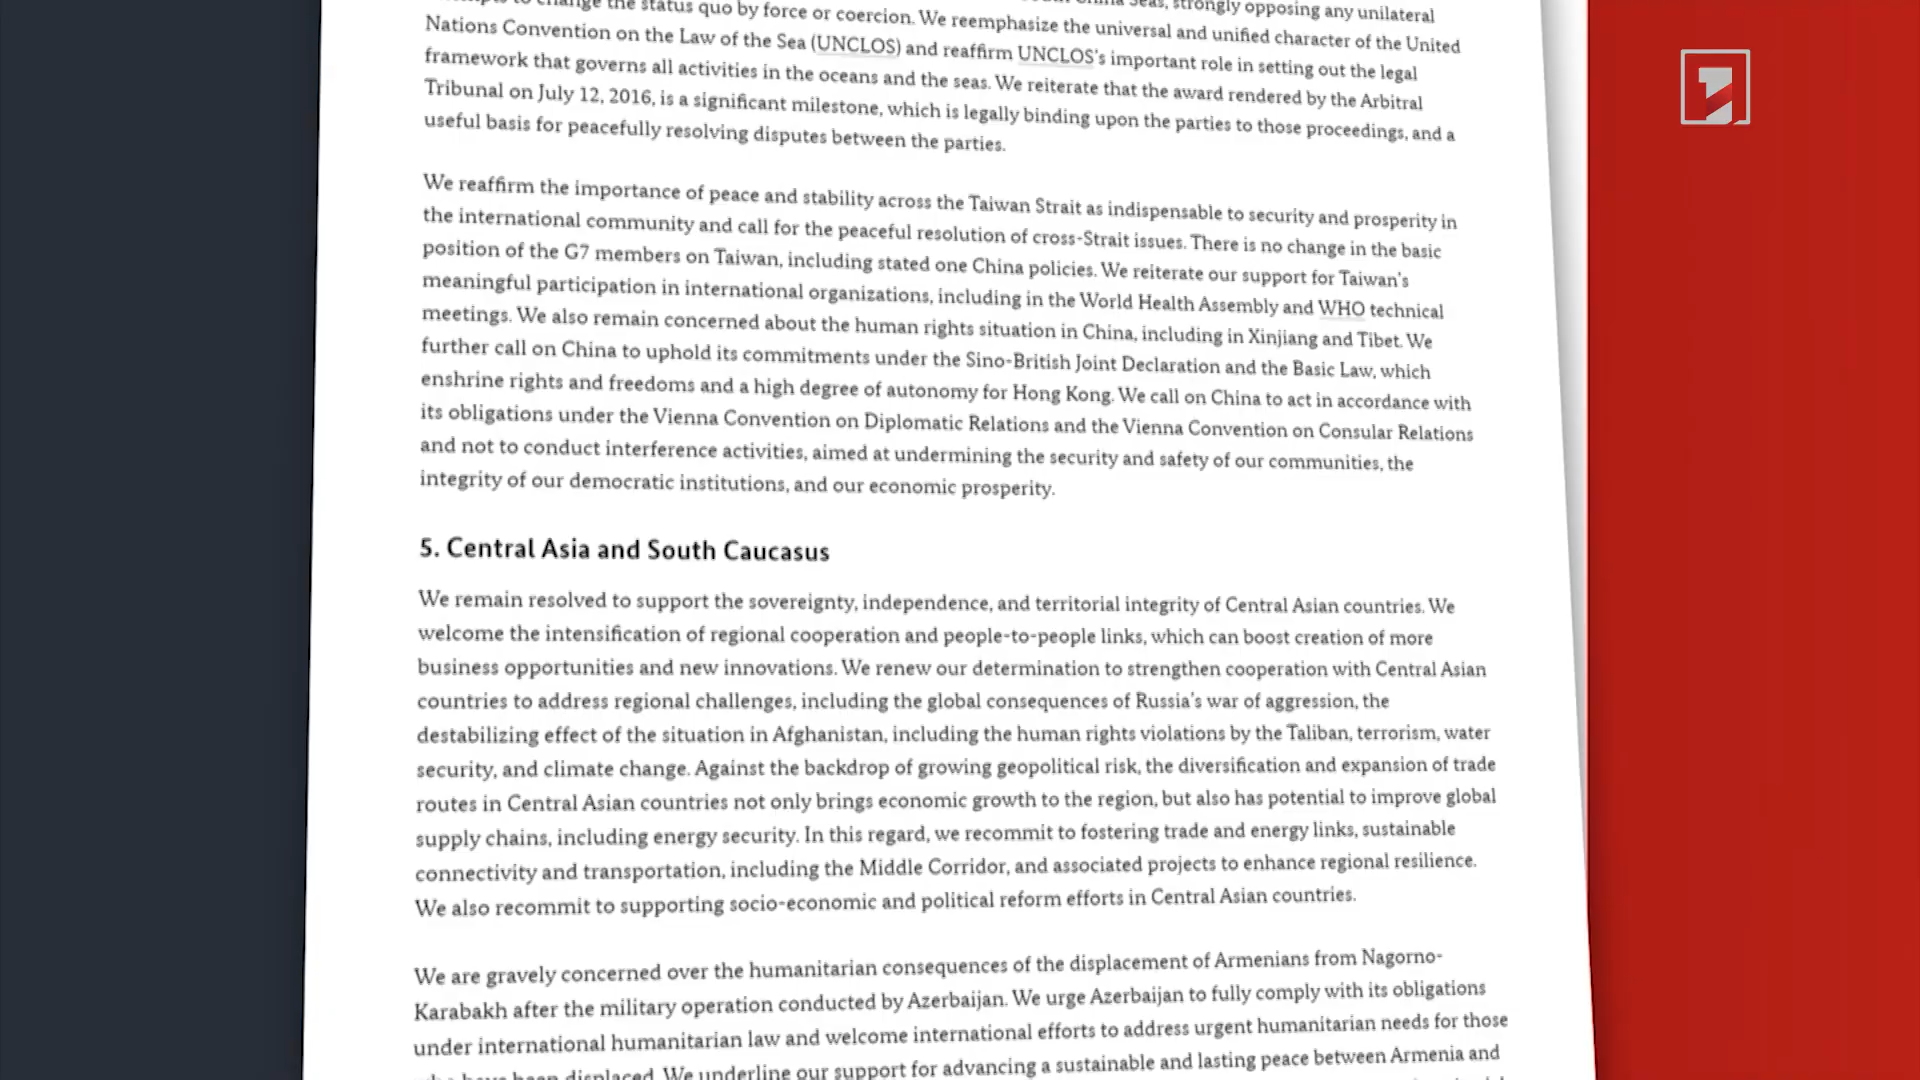 change the status quo by force or coercion. We reemphasize the universal and unified character of the United
strongly opposing any unilateral
Nations Convention on the Law of the Sea (UNCLOS) and reaffirm UNCLOS's important role in setting out the legal
framework that governs all activities in the oceans and the seas. We reiterate that the award rendered by the Arbitral
Tribunal on July 12, 2016, is a significant milestone, which is legally binding upon the parties to those proceedings, and a
useful basis for peacefully resolving disputes between the parties.
We reaffirm the importance of peace and stability across the Taiwan Strait as indispensable to security and prosperity in
the international community and call for the peaceful resolution of cross-Strait issues. There is no change in the basic
position of the G7 members on Taiwan, including stated one China policies. We reiterate our support for Taiwan's
meaningful participation in international organizations, including in the World Health Assembly and WHO technical
meetings. We also remain concerned about the human rights situation in China, including in Xinjiang and Tibet. We
further call on China to uphold its commitments under the Sino-British Joint Declaration and the Basic Law, which
enshrine rights and freedoms and a high degree of autonomy for Hong Kong. We call on China to act in accordance with
its obligations under the Vienna Convention on Diplomatic Relations and the Vienna Convention on Consular Relations
and not to conduct interference activities, aimed at undermining the security and safety of our communities, the
integrity of our democratic institutions, and our economic prosperity.
5. Central Asia and South Caucasus
We remain resolved to support the sovereignty, independence, and territorial integrity of Central Asian countries. We
welcome the intensification of regional cooperation and people-to-people links, which can boost creation of more
business opportunities and new innovations. We renew our determination to strengthen cooperation with Central Asian
countries to address regional challenges, including the global consequences of Russia's war of aggression, the
destabilizing effect of the situation in Afghanistan, including the human rights violations by the Taliban, terrorism, water
security, and climate change. Against the backdrop of growing geopolitical risk, the diversification and expansion of trade
routes in Central Asian countries not only brings economic growth to the region, but also has potential to improve global
supply chains, including energy security. In this regard, we recommit to fostering trade and energy links, sustainable
connectivity and transportation, including the Middle Corridor, and associated projects to enhance regional resilience.
We also recommit to supporting socio-economic and political reform efforts in Central Asian countries.
We are gravely concerned over the humanitarian consequences of the displacement of Armenians from Nagorno-
Karabakh after the military operation conducted by Azerbaijan. We urge Azerbaijan to fully comply with its obligations
under international humanitarian law and welcome international efforts to address urgent humanitarian needs for those
who have been displaced. We underline our support for advancing a sustainable and lasting peace between Armenia and